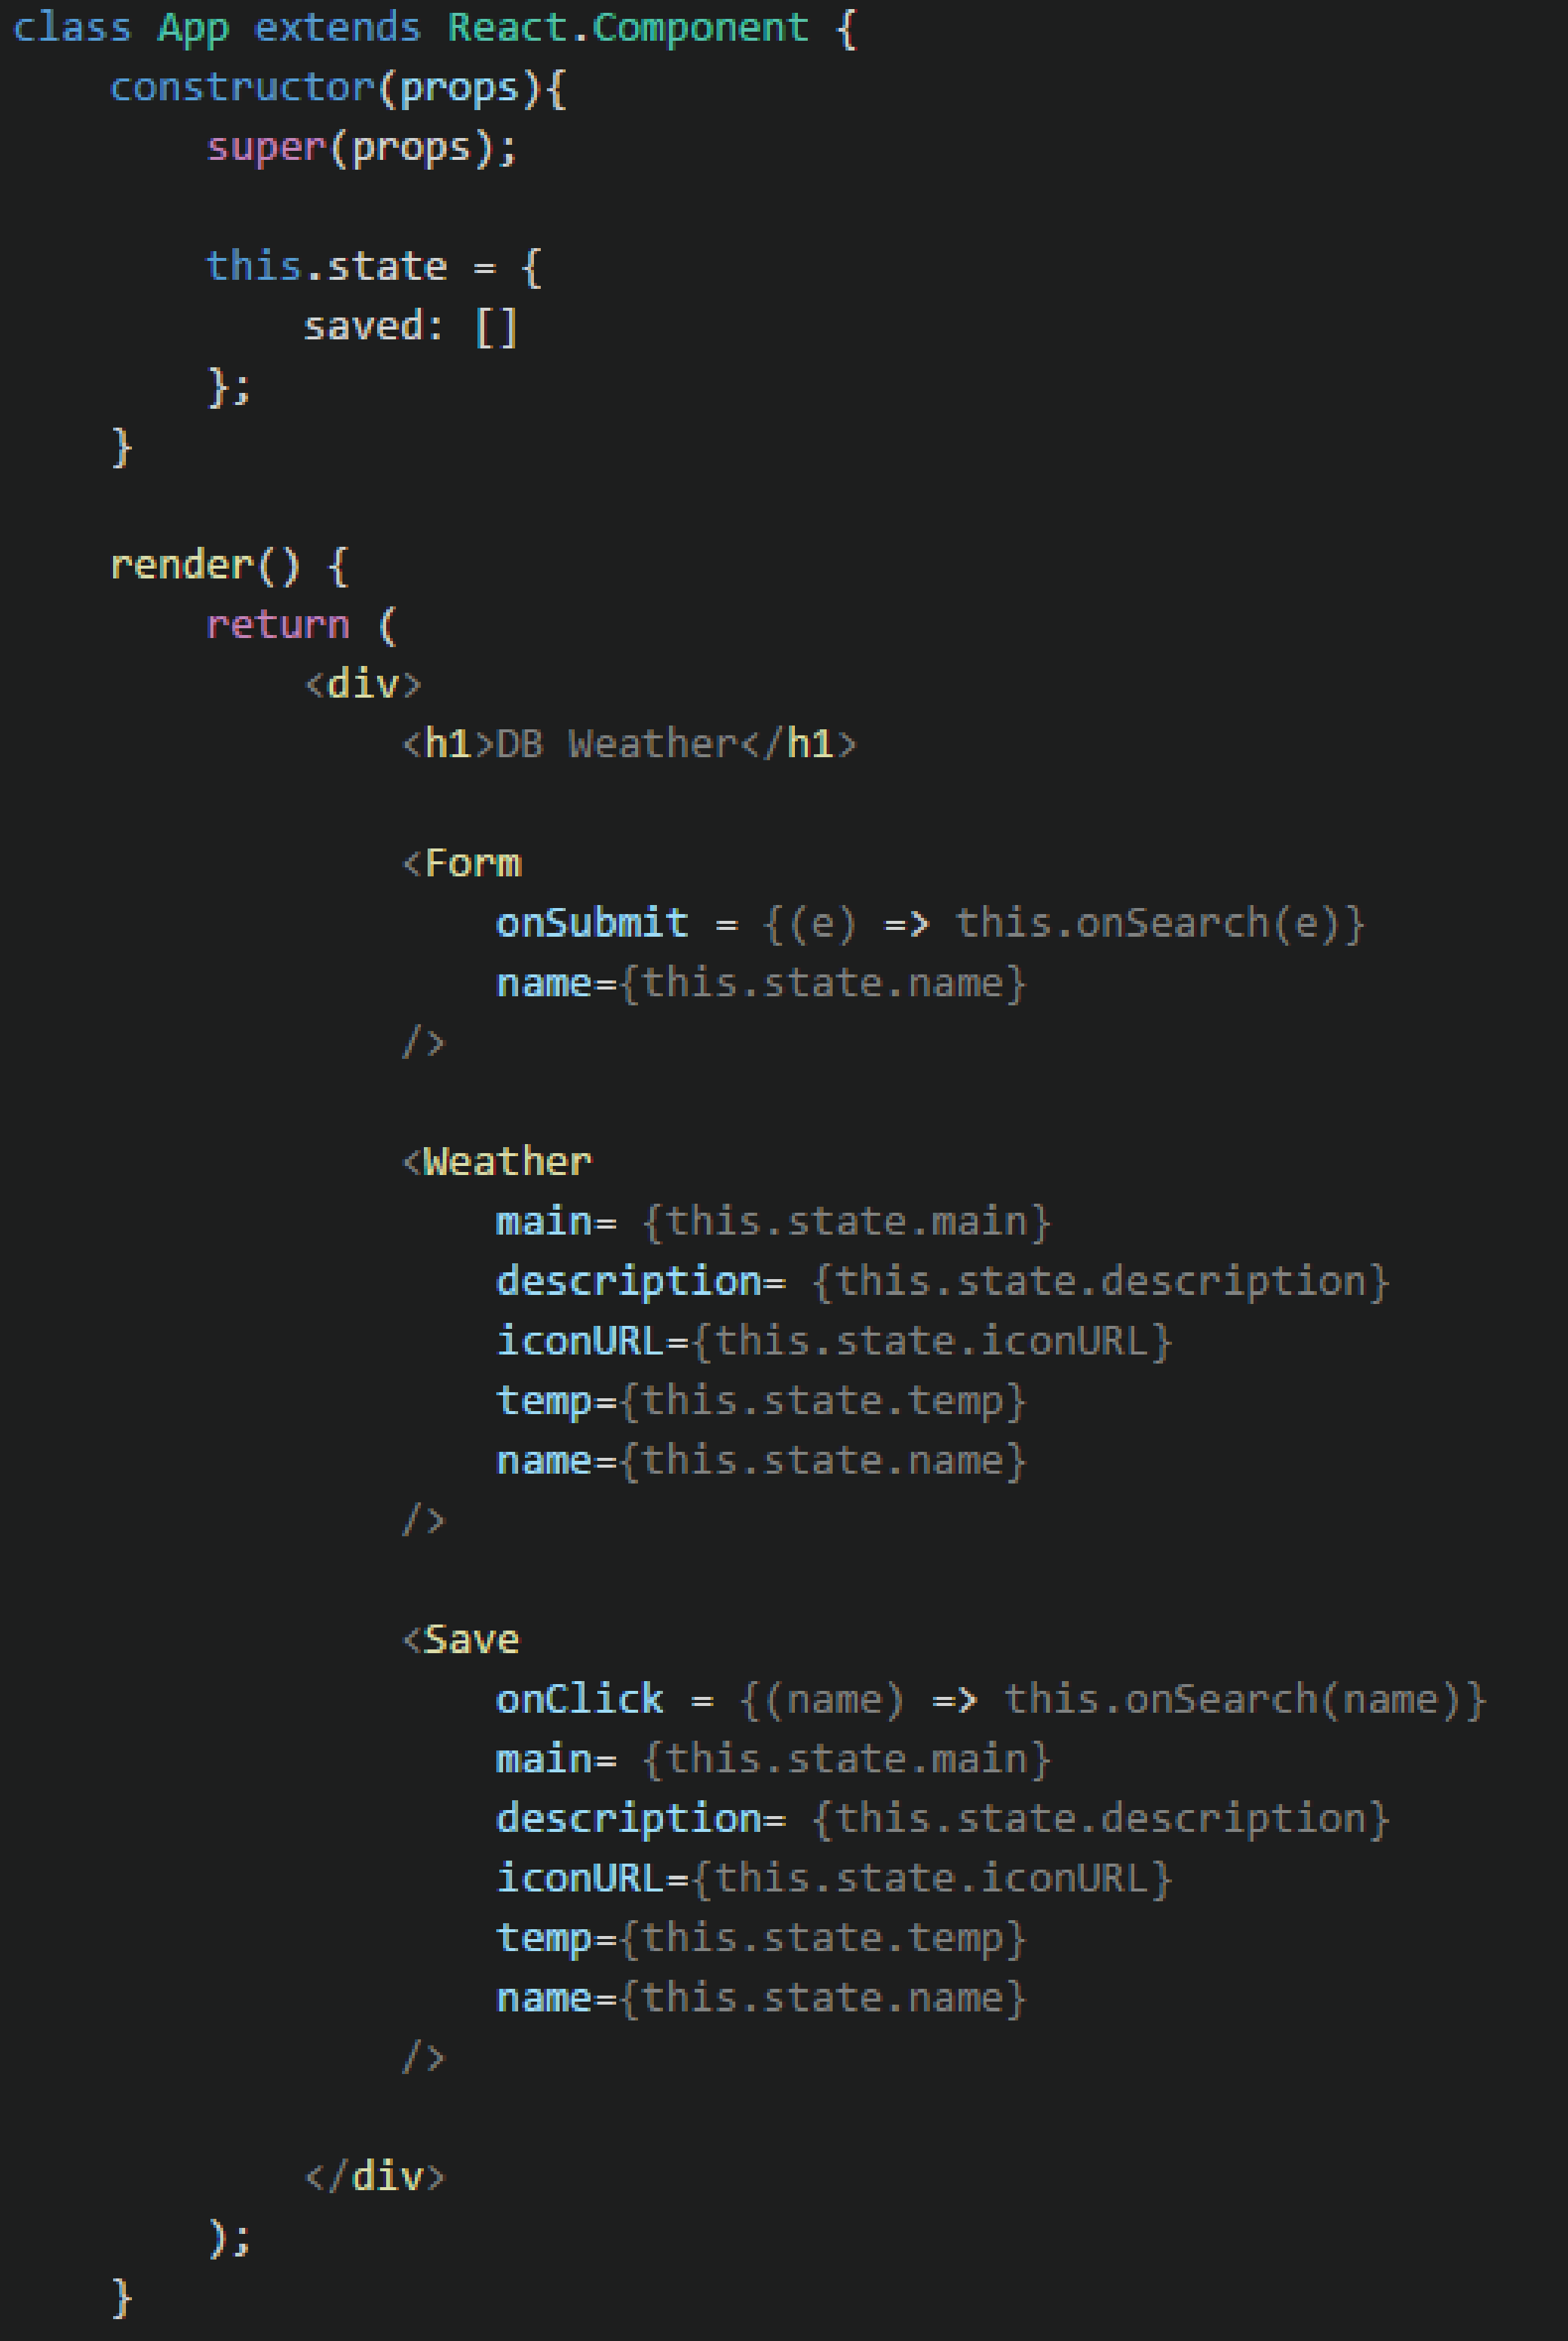 class App extends React.Component {
    constructor(props){
        super(props);

        this.state = {
            saved: []
        };
    }

    render() {
        return (
            <div>
                <h1>DB Weather</h1>

                <Form
                    onSubmit = {(e) => this.onSearch(e)}
                    name={this.state.name}
                />

                <Weather
                    main= {this.state.main}
                    description= {this.state.description}
                    iconURL={this.state.iconURL}
                    temp={this.state.temp}
                    name={this.state.name}
                />

                <Save
                    onClick = {(name) => this.onSearch(name)}
                    main= {this.state.main}
                    description= {this.state.description}
                    iconURL={this.state.iconURL}
                    temp={this.state.temp}
                    name={this.state.name}
                />

            </div>
        );
    }